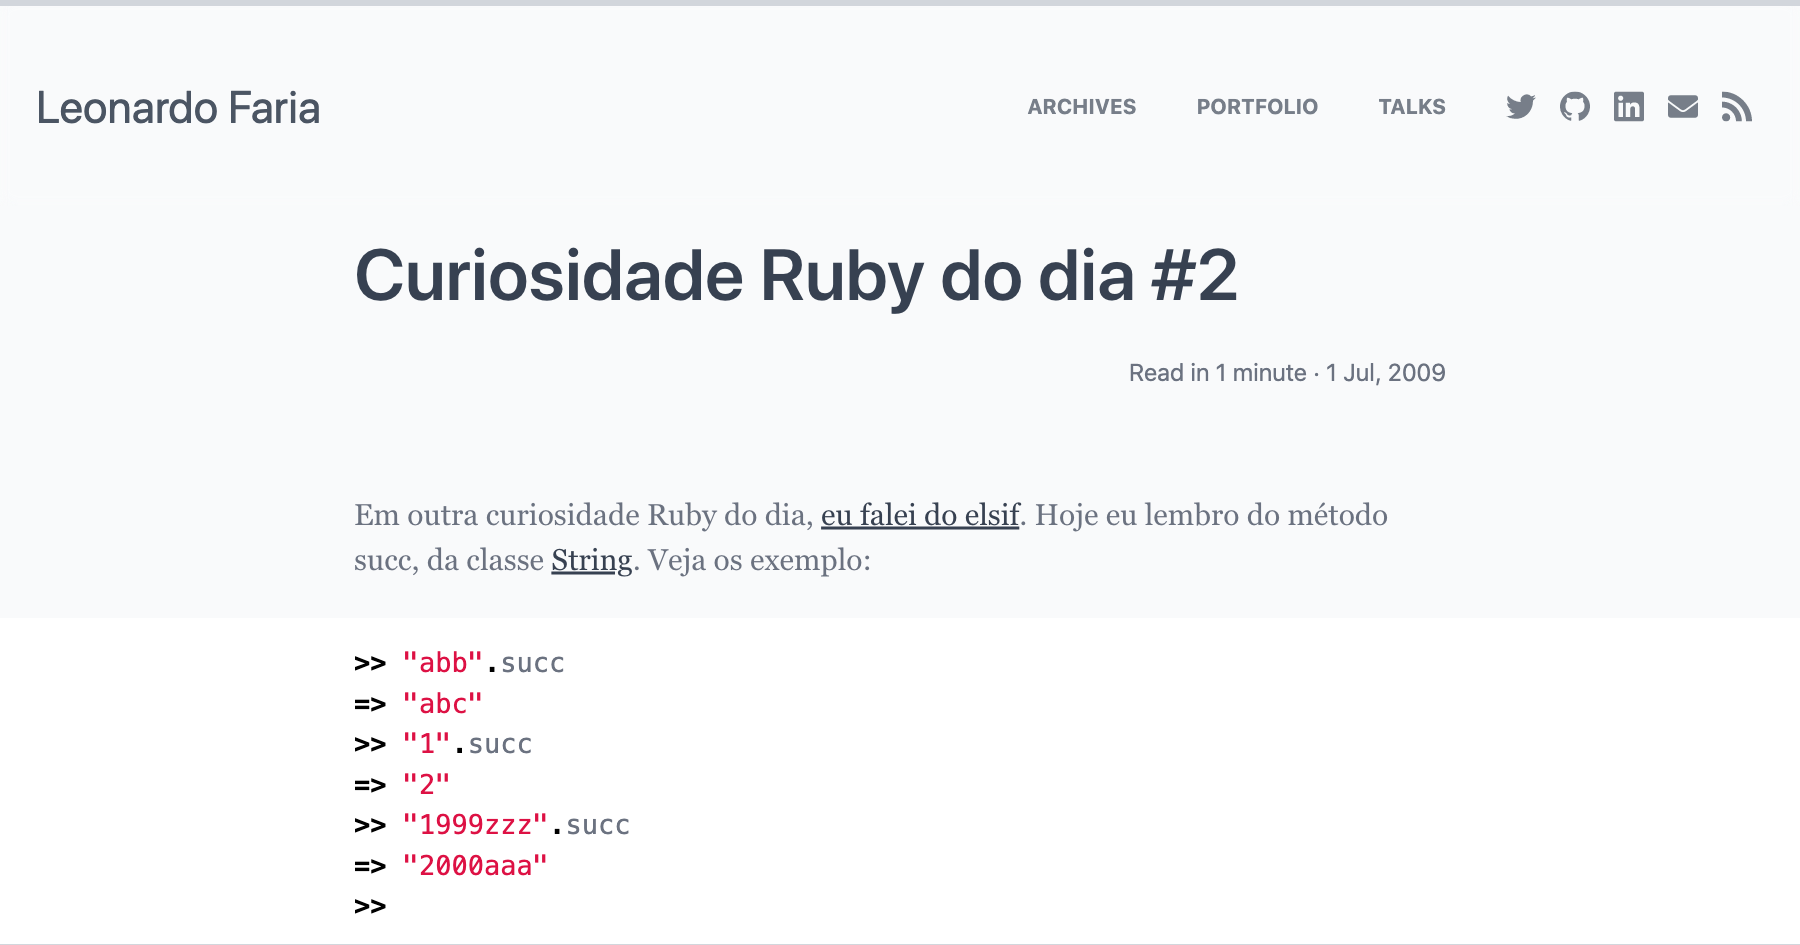 Leonardo Faria
ARCHIVES PORTFOLIO TALKS
Curiosidade Ruby do dia #2
Read in 1 minute · 1 Jul, 2009
Em outra curiosidade Ruby do dia, eu falei do elsif. Hoje eu lembro do método
succ, da classe String. Veja os exemplo:
>> "abb".succ
=> "abc"
>> "1".succ
=> "2"
>> "1999zzz".succ
=> "2000aaa"
>>